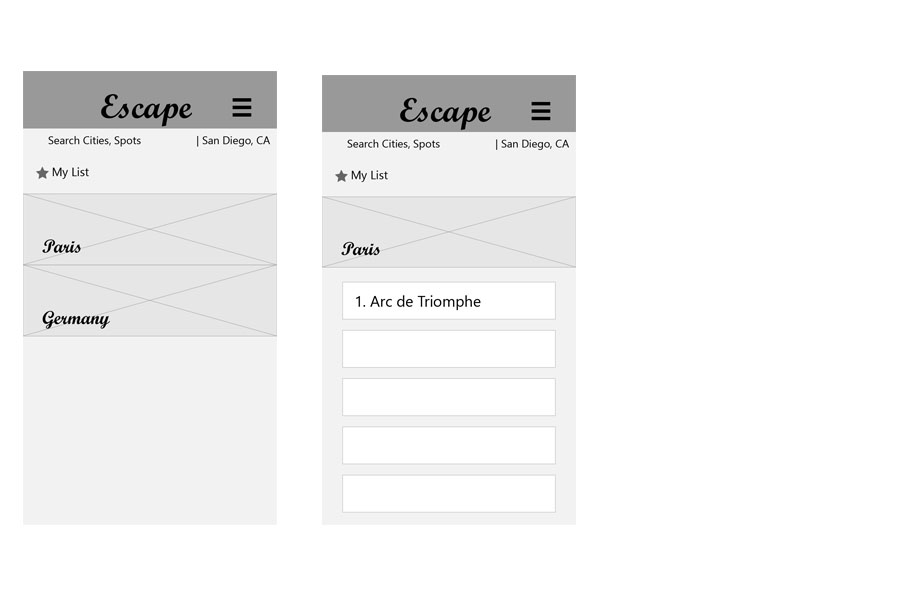 Escape
Search Cities, Spots | San Diego, CA
My List
Paris
Germany
Escape
Search Cities, Spots | San Diego, CA
My List
Paris
1. Arc de Triomphe